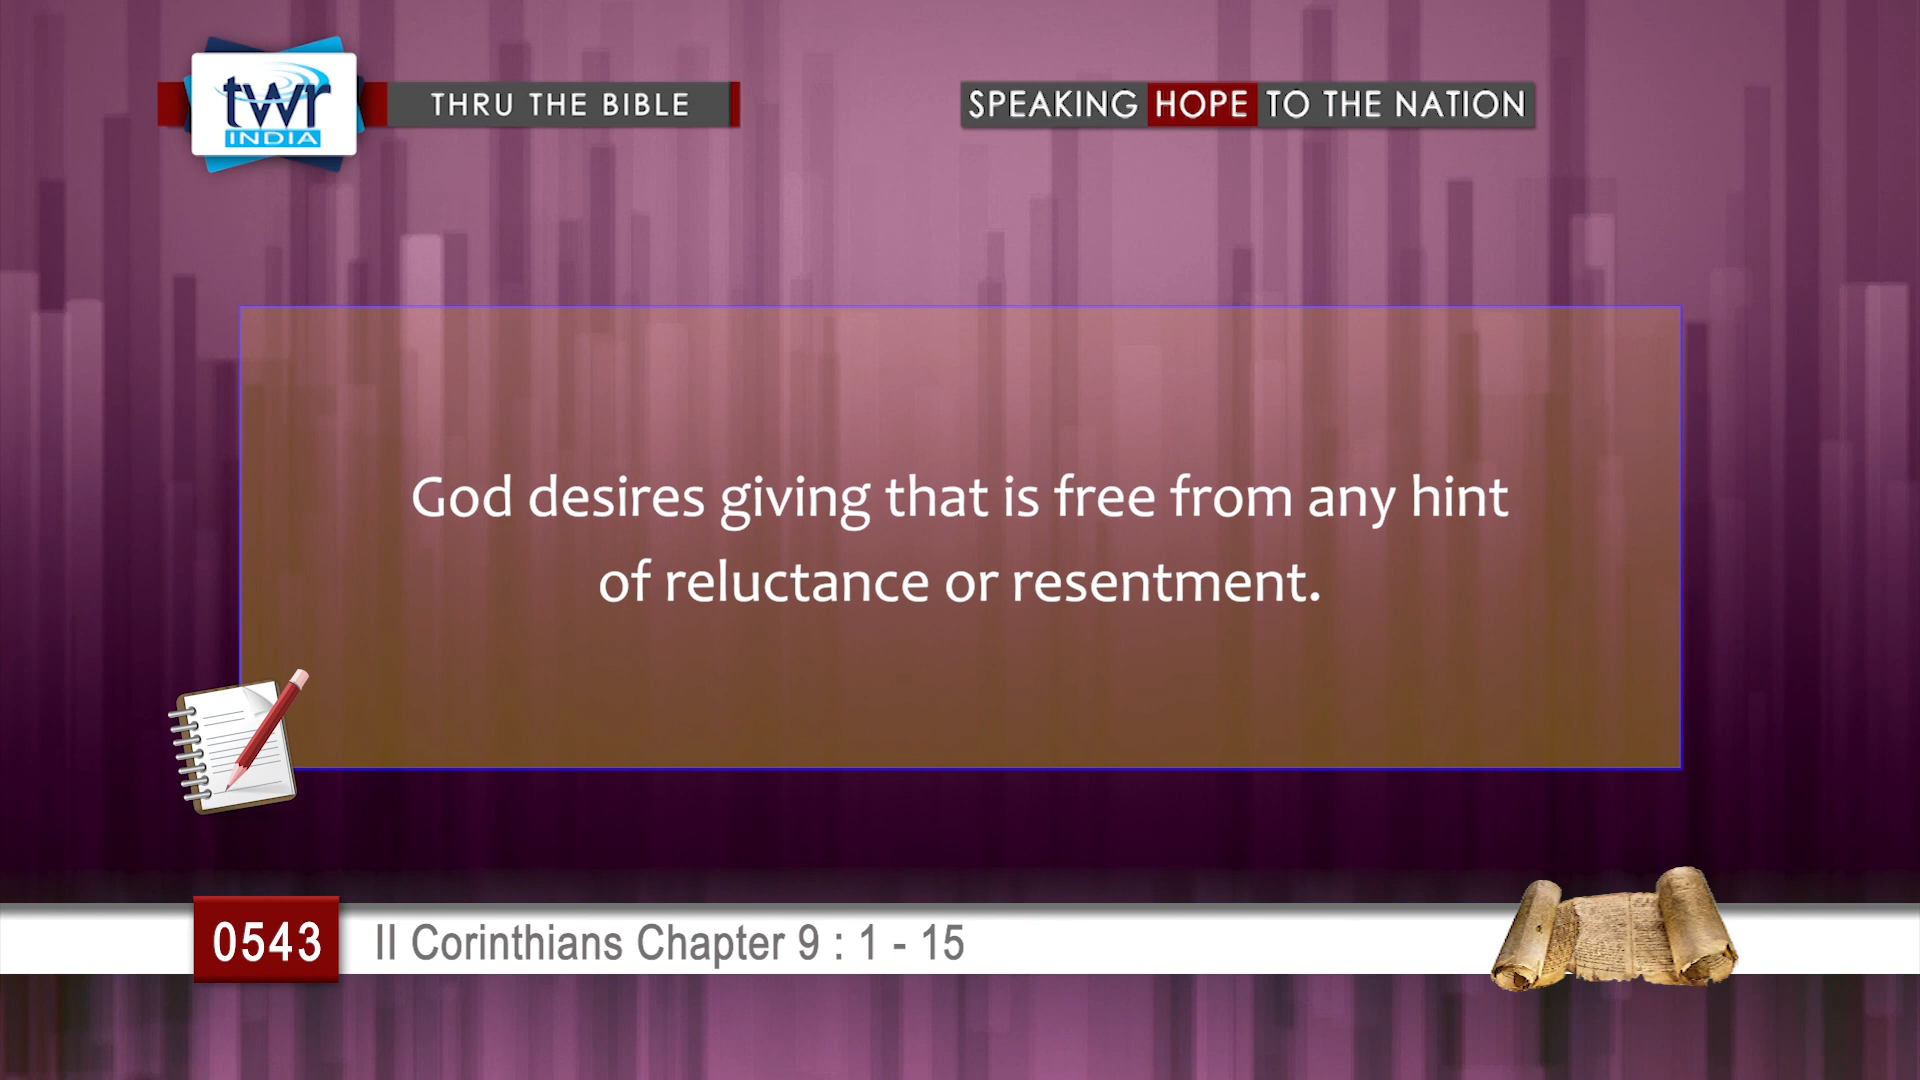 twr
INDIA
THRU THE BIBLE
SPEAKING HOPE TO THE NATION
God desires giving that is free from any hint
of reluctance or resentment.
0543
II Corinthians Chapter 9 : 1 - 15